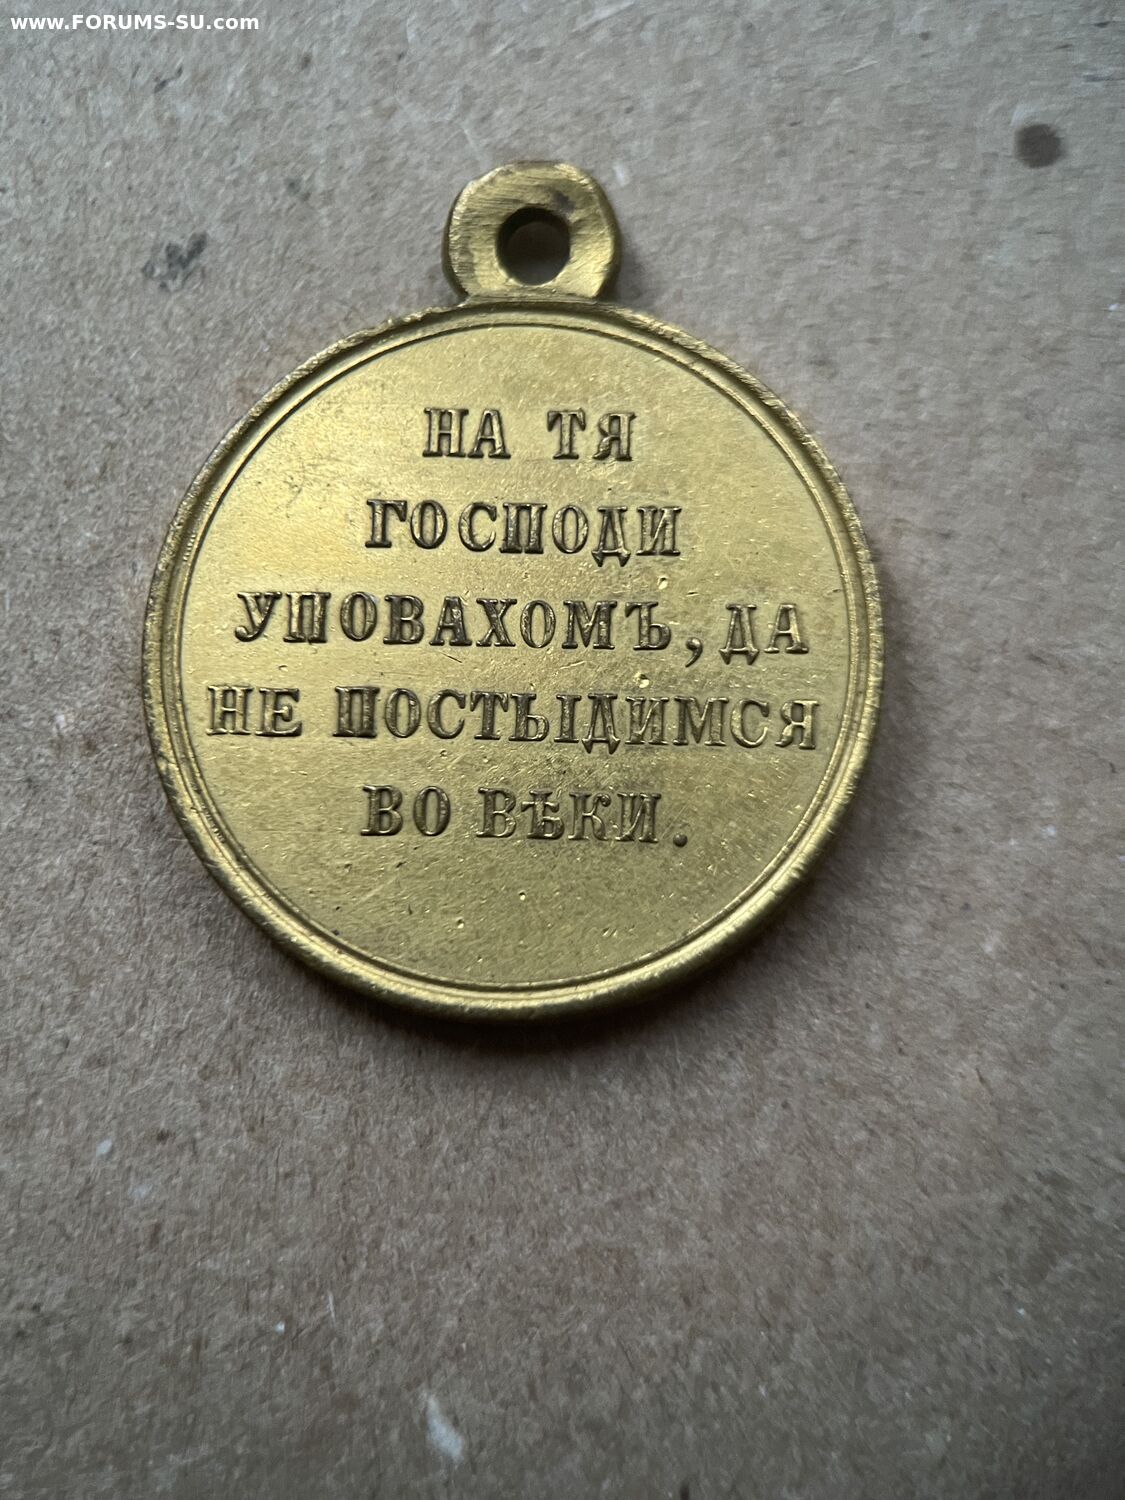 www.FORUMS-SU.com
НА ТЯ
ГОСПОДИ
УПОВАХОМЪ, ДА
НЕ ПОСТЫДИМСЯ
ВО ВѢКИ.